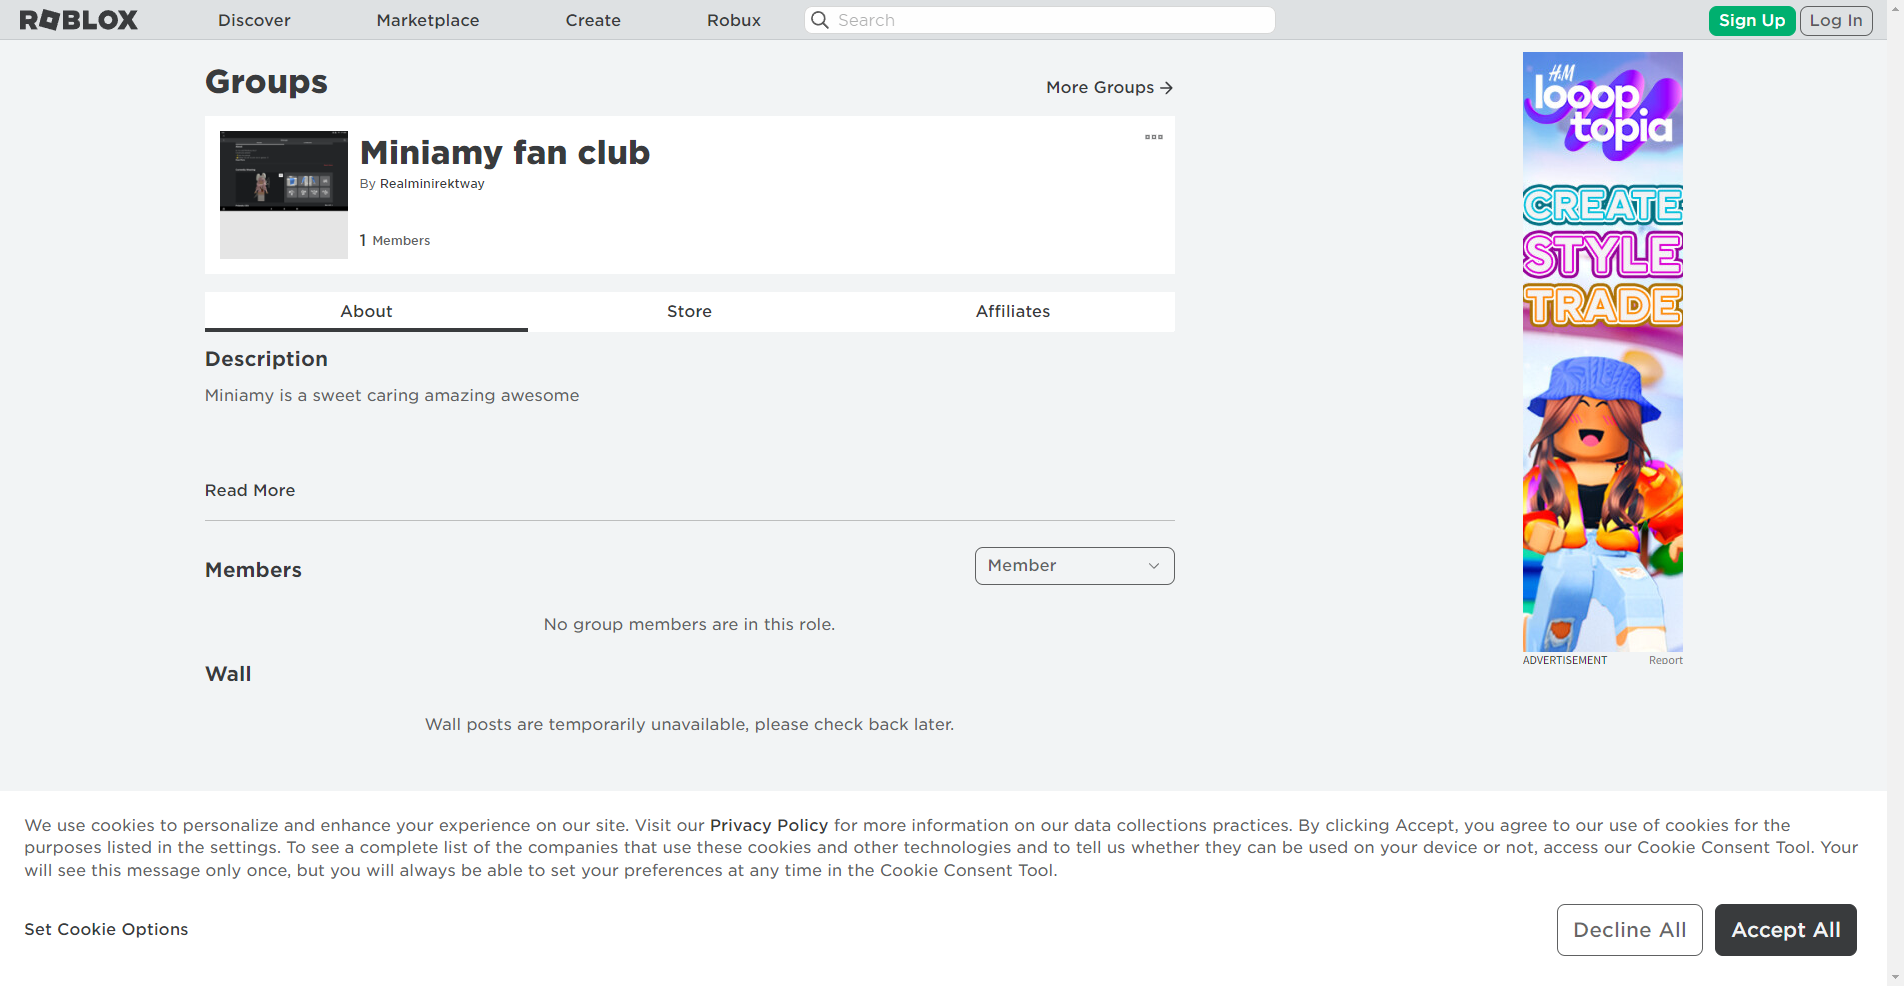 ROBLOX
Discover
Marketplace
Create
Robux
Search
Sign Up
Log In
Groups
More Groups
Miniamy fan club
By Realminirektway
1 Members
About
Store
Affiliates
Description
Miniamy is a sweet caring amazing awesome
Read More
Members
Member
No group members are in this role.
Wall
Wall posts are temporarily unavailable, please check back later.
H&M
looop
topia
CREATE
STYLE
TRADE
ADVERTISEMENT
Report
We use cookies to personalize and enhance your experience on our site. Visit our Privacy Policy for more information on our data collections practices. By clicking Accept, you agree to our use of cookies for the
purposes listed in the settings. To see a complete list of the companies that use these cookies and other technologies and to tell us whether they can be used on your device or not, access our Cookie Consent Tool. Your
will see this message only once, but you will always be able to set your preferences at any time in the Cookie Consent Tool.
Set Cookie Options
Decline All
Accept All